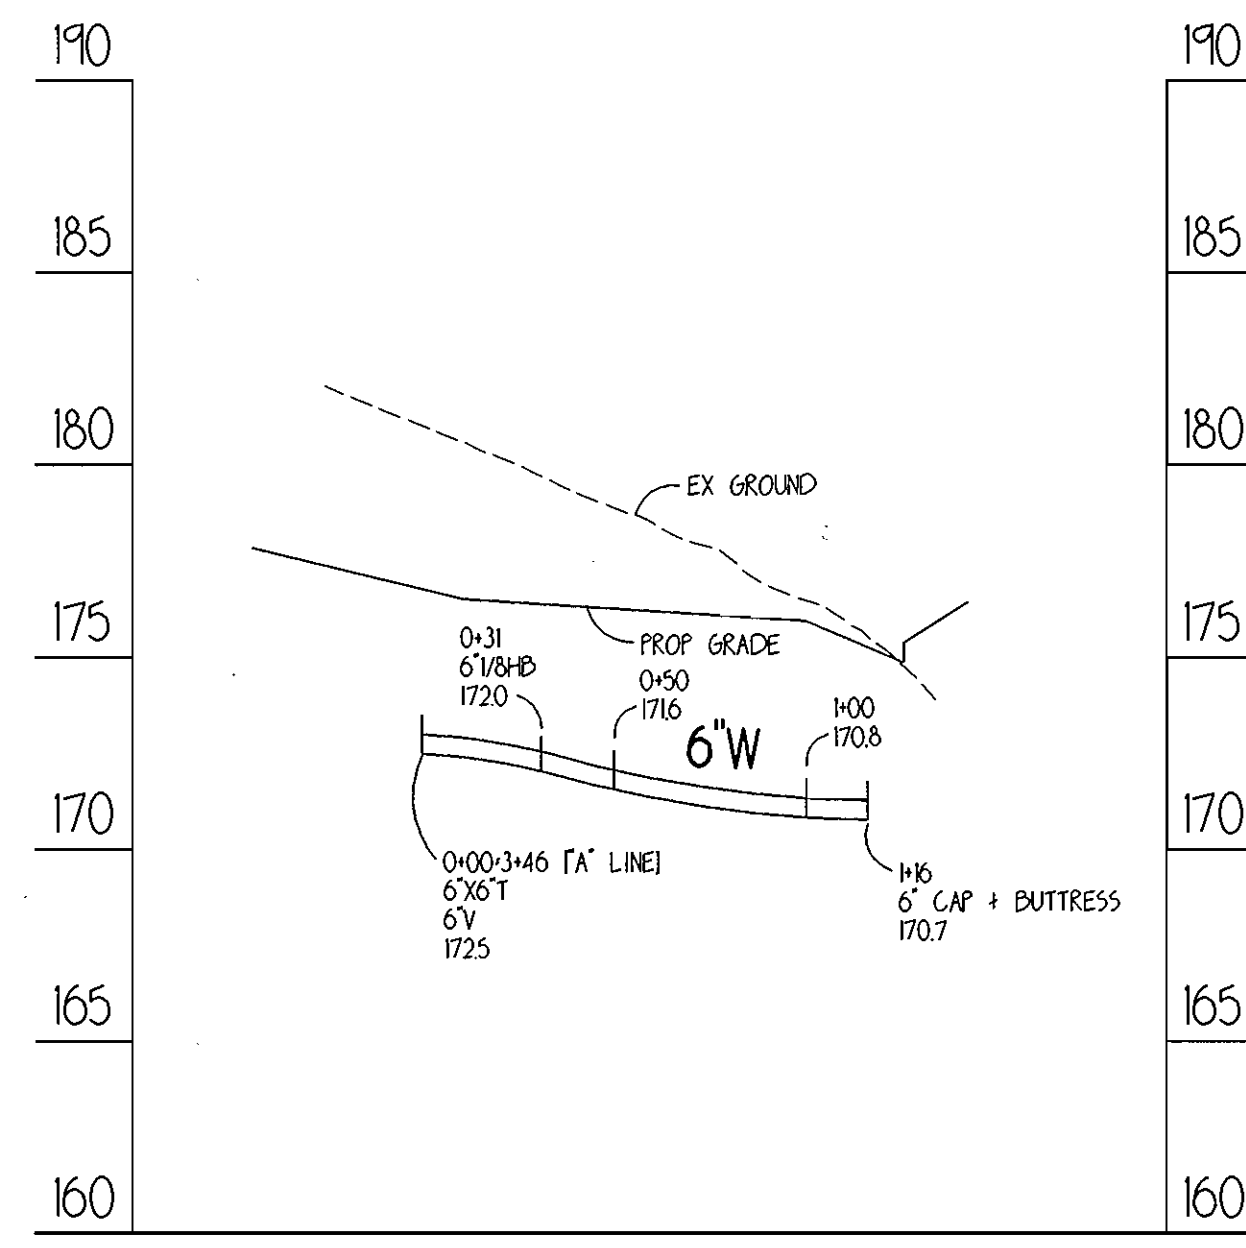 190
190
185
185
180
180
EX GROUND
175
175
PROP GRADE
0+31
6"1/8HB
172.0
0+50
171.6
6"W
1+00
170.8
170
170
0+00=3+46 ["A" LINE]
6"X6"T
6"V
172.5
1+16
6" CAP & BUTTRESS
170.7
165
165
160
160